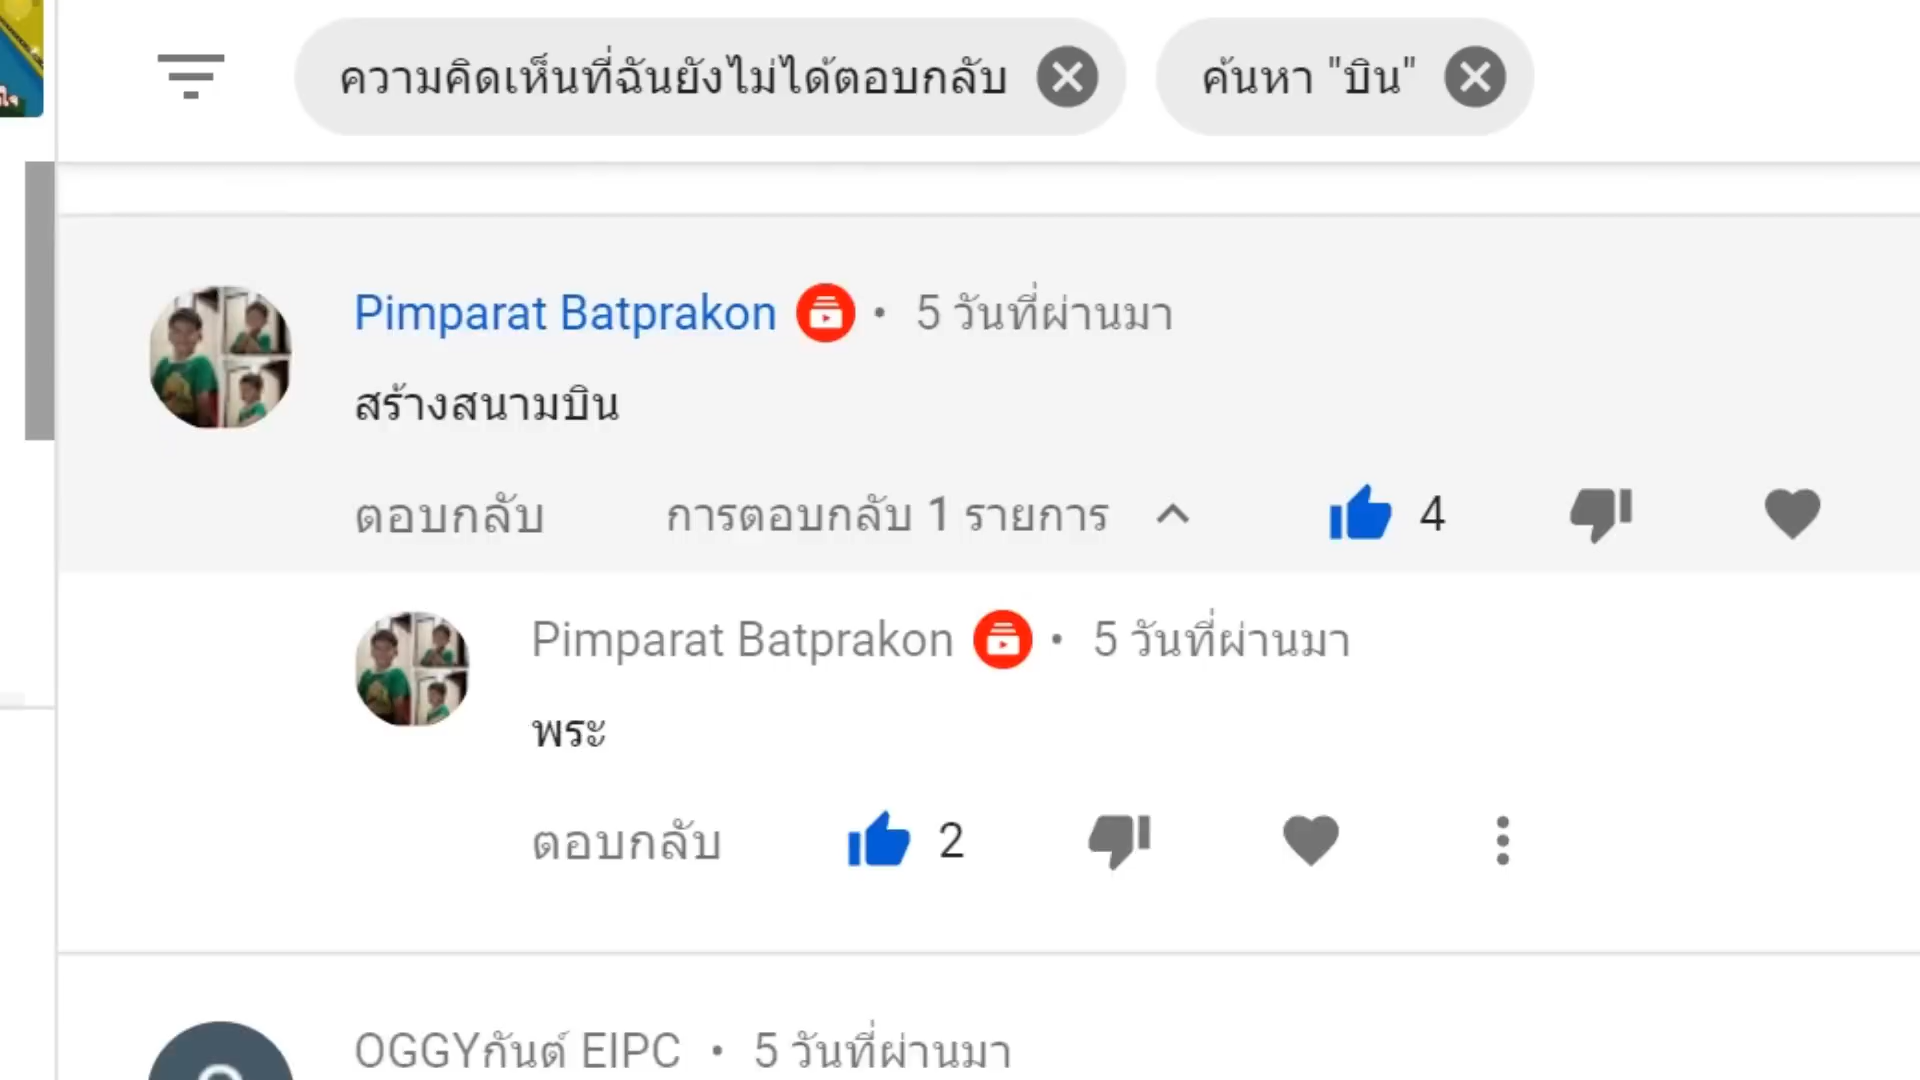 ความคิดเห็นที่ฉันยังไม่ได้ตอบกลับ ค้นหา "บิน"
Pimparat Batprakon • 5 วันที่ผ่านมา
สร้างสนามบิน
ตอบกลับ การตอบกลับ 1 รายการ 4
Pimparat Batprakon • 5 วันที่ผ่านมา
พระ
ตอบกลับ 2
OGGYกันต์ EIPC • 5 วันที่ผ่านมา